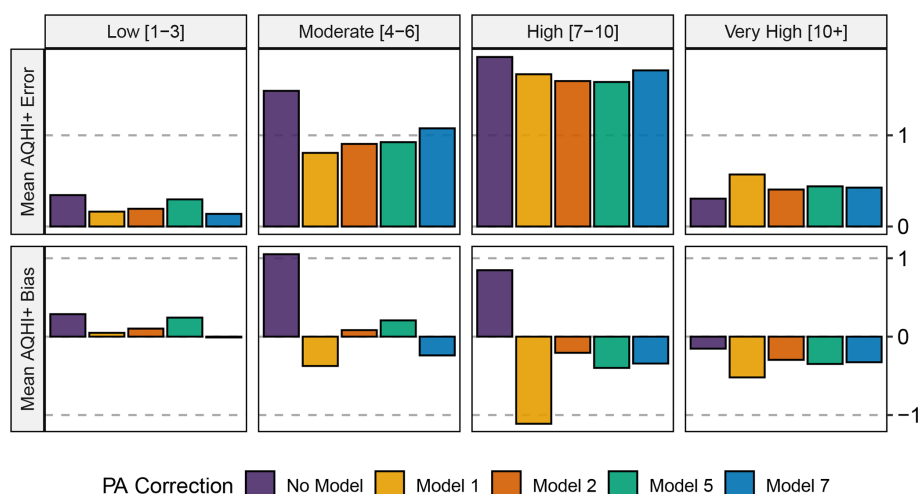 Low [1−3]
Moderate [4−6]
High [7−10]
Very High [10+]
Mean AQHI+ Error
1
0
Mean AQHI+ Bias
1
0
−1
PA Correction No Model Model 1 Model 2 Model 5 Model 7